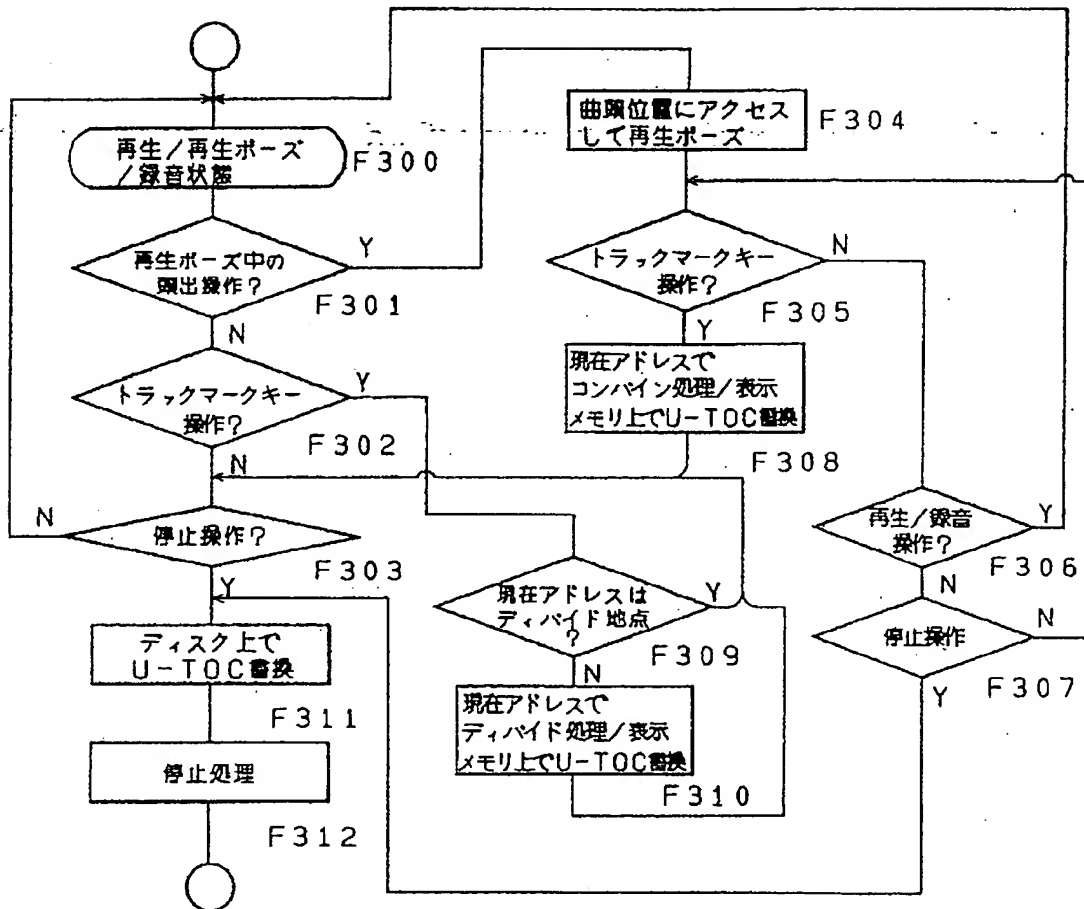 再生/再生ポーズ
/録音状態
F300
再生ポーズ中の
頭出操作?
Y
F301
N
トラックマークキー
操作?
Y
F302
N
停止操作?
N
F303
Y
ディスク上で
U-TOC書換
F311
停止処理
F312
曲頭位置にアクセス
して再生ポーズ
F304
トラックマークキー
操作?
N
F305
Y
現在アドレスで
コンバイン処理/表示
メモリ上でU-TOC書換
F308
現在アドレスは
ディバイド地点
?
Y
F309
N
現在アドレスで
ディバイド処理/表示
メモリ上でU-TOC書換
F310
再生/録音
操作?
Y
F306
N
停止操作
N
F307
Y